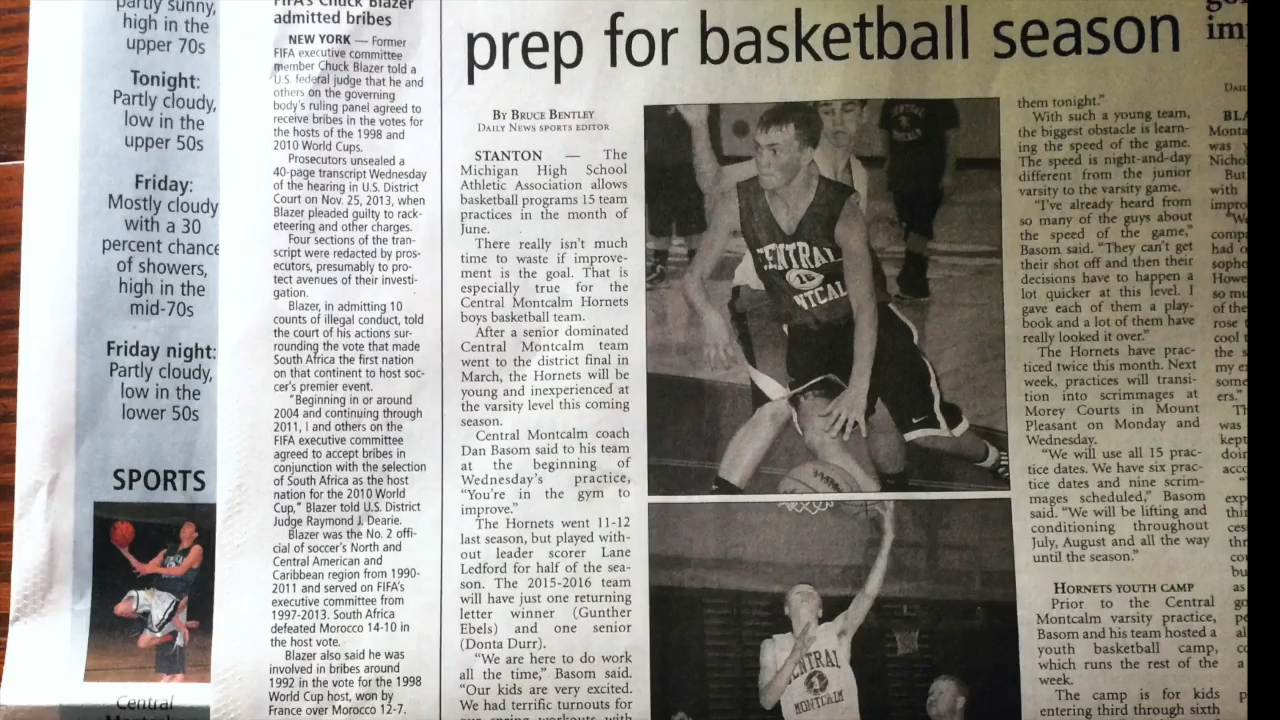 partly sunny,
high in the
upper 70s
Tonight:
Partly cloudy,
low in the
upper 50s
Friday:
Mostly cloudy
with a 30
percent chance
of showers,
high in the
mid-70s
Friday night:
Partly cloudy,
low in the
lower 50s
SPORTS
Central
FIFA's Chuck Blazer
admitted bribes
NEW YORK — Former
FIFA executive committee
member Chuck Blazer told a
U.S. federal judge that he and
others on the governing
body's ruling panel agreed to
receive bribes in the votes for
the hosts of the 1998 and
2010 World Cups.
Prosecutors unsealed a
40-page transcript Wednesday
of the hearing in U.S. District
Court on Nov. 25, 2013, when
Blazer pleaded guilty to rack-
eteering and other charges.
Four sections of the tran-
script were redacted by pros-
ecutors, presumably to pro-
tect avenues of their investi-
gation.
Blazer, in admitting 10
counts of illegal conduct, told
the court of his actions sur-
rounding the vote that made
South Africa the first nation
on that continent to host soc-
cer's premier event.
"Beginning in or around
2004 and continuing through
2011, I and others on the
FIFA executive committee
agreed to accept bribes in
conjunction with the selection
of South Africa as the host
nation for the 2010 World
Cup," Blazer told U.S. District
Judge Raymond J. Dearie.
Blazer was the No. 2 offi-
cial of soccer's North and
Central American and
Caribbean region from 1990-
2011 and served on FIFA's
executive committee from
1997-2013. South Africa
defeated Morocco 14-10 in
the host vote.
Blazer also said he was
involved in bribes around
1992 in the vote for the 1998
World Cup host, won by
France over Morocco 12-7.
prep for basketball season
BY BRUCE BENTLEY
DAILY NEWS SPORTS EDITOR
STANTON — The
Michigan High School
Athletic Association allows
basketball programs 15 team
practices in the month of
June.
There really isn't much
time to waste if improve-
ment is the goal. That is
especially true for the
Central Montcalm Hornets
boys basketball team.
After a senior dominated
Central Montcalm team
went to the district final in
March, the Hornets will be
young and inexperienced at
the varsity level this coming
season.
Central Montcalm coach
Dan Basom said to his team
at the beginning of
Wednesday's practice,
"You're in the gym to
improve."
The Hornets went 11-12
last season, but played with-
out leader scorer Lane
Ledford for half of the sea-
son. The 2015-2016 team
will have just one returning
letter winner (Gunther
Ebels) and one senior
(Donta Durr).
"We are here to do work
all the time," Basom said.
"Our kids are very excited.
We had terrific turnouts for
our spring workouts with
CENTRAL
CENTRAL
MONTCALM
them tonight."
With such a young team,
the biggest obstacle is learn-
ing the speed of the game.
The speed is night-and-day
different from the junior
varsity to the varsity game.
"I've already heard from
so many of the guys about
the speed of the game,"
Basom said. "They can't get
their shot off and then their
decisions have to happen a
lot quicker at this level. I
gave each of them a play-
book and a lot of them have
really looked it over."
The Hornets have prac-
ticed twice this month. Next
week, practices will transi-
tion into scrimmages at
Morey Courts in Mount
Pleasant on Monday and
Wednesday.
"We will use all 15 prac-
tice dates. We have six prac-
tice dates and nine scrim-
mages scheduled," Basom
said. "We will be lifting and
conditioning throughout
July, August and all the way
until the season."
HORNETS YOUTH CAMP
Prior to the Central
Montcalm varsity practice,
Basom and his team hosted a
youth basketball camp,
which runs the rest of the
week.
The camp is for kids
entering third through sixth